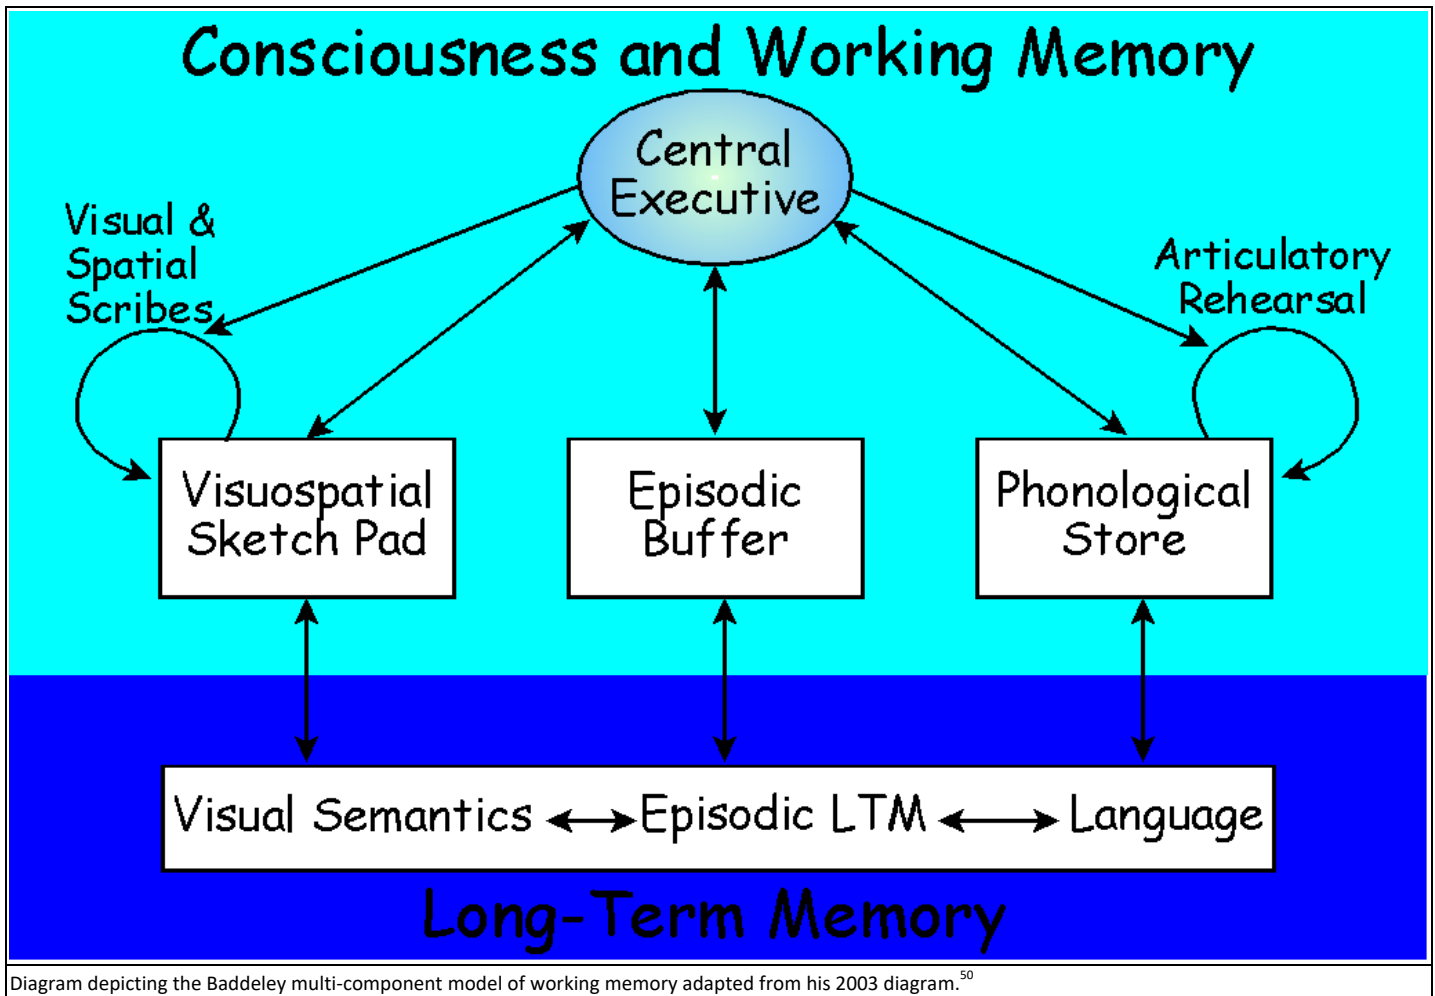 Consciousness and Working Memory
Central
Executive
Visual &
Spatial
Scribes
Articulatory
Rehearsal
Visuospatial
Sketch Pad
Episodic
Buffer
Phonological
Store
Visual Semantics
Episodic LTM
Language
Long-Term Memory
Diagram depicting the Baddeley multi-component model of working memory adapted from his 2003 diagram.50